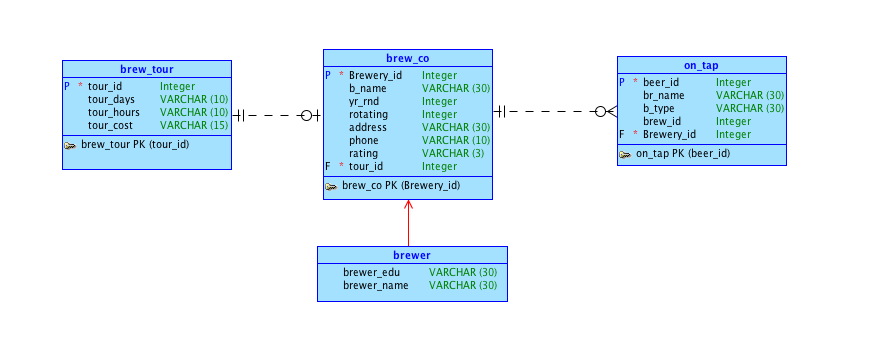 brew_tour
P * tour_id Integer
tour_days VARCHAR (10)
tour_hours VARCHAR (10)
tour_cost VARCHAR (15)
brew_tour PK (tour_id)
brew_co
P * Brewery_id Integer
b_name VARCHAR (30)
yr_rnd Integer
rotating Integer
address VARCHAR (30)
phone VARCHAR (10)
rating VARCHAR (3)
F * tour_id Integer
brew_co PK (Brewery_id)
on_tap
P * beer_id Integer
br_name VARCHAR (30)
b_type VARCHAR (30)
brew_id Integer
F * Brewery_id Integer
on_tap PK (beer_id)
brewer
brewer_edu VARCHAR (30)
brewer_name VARCHAR (30)